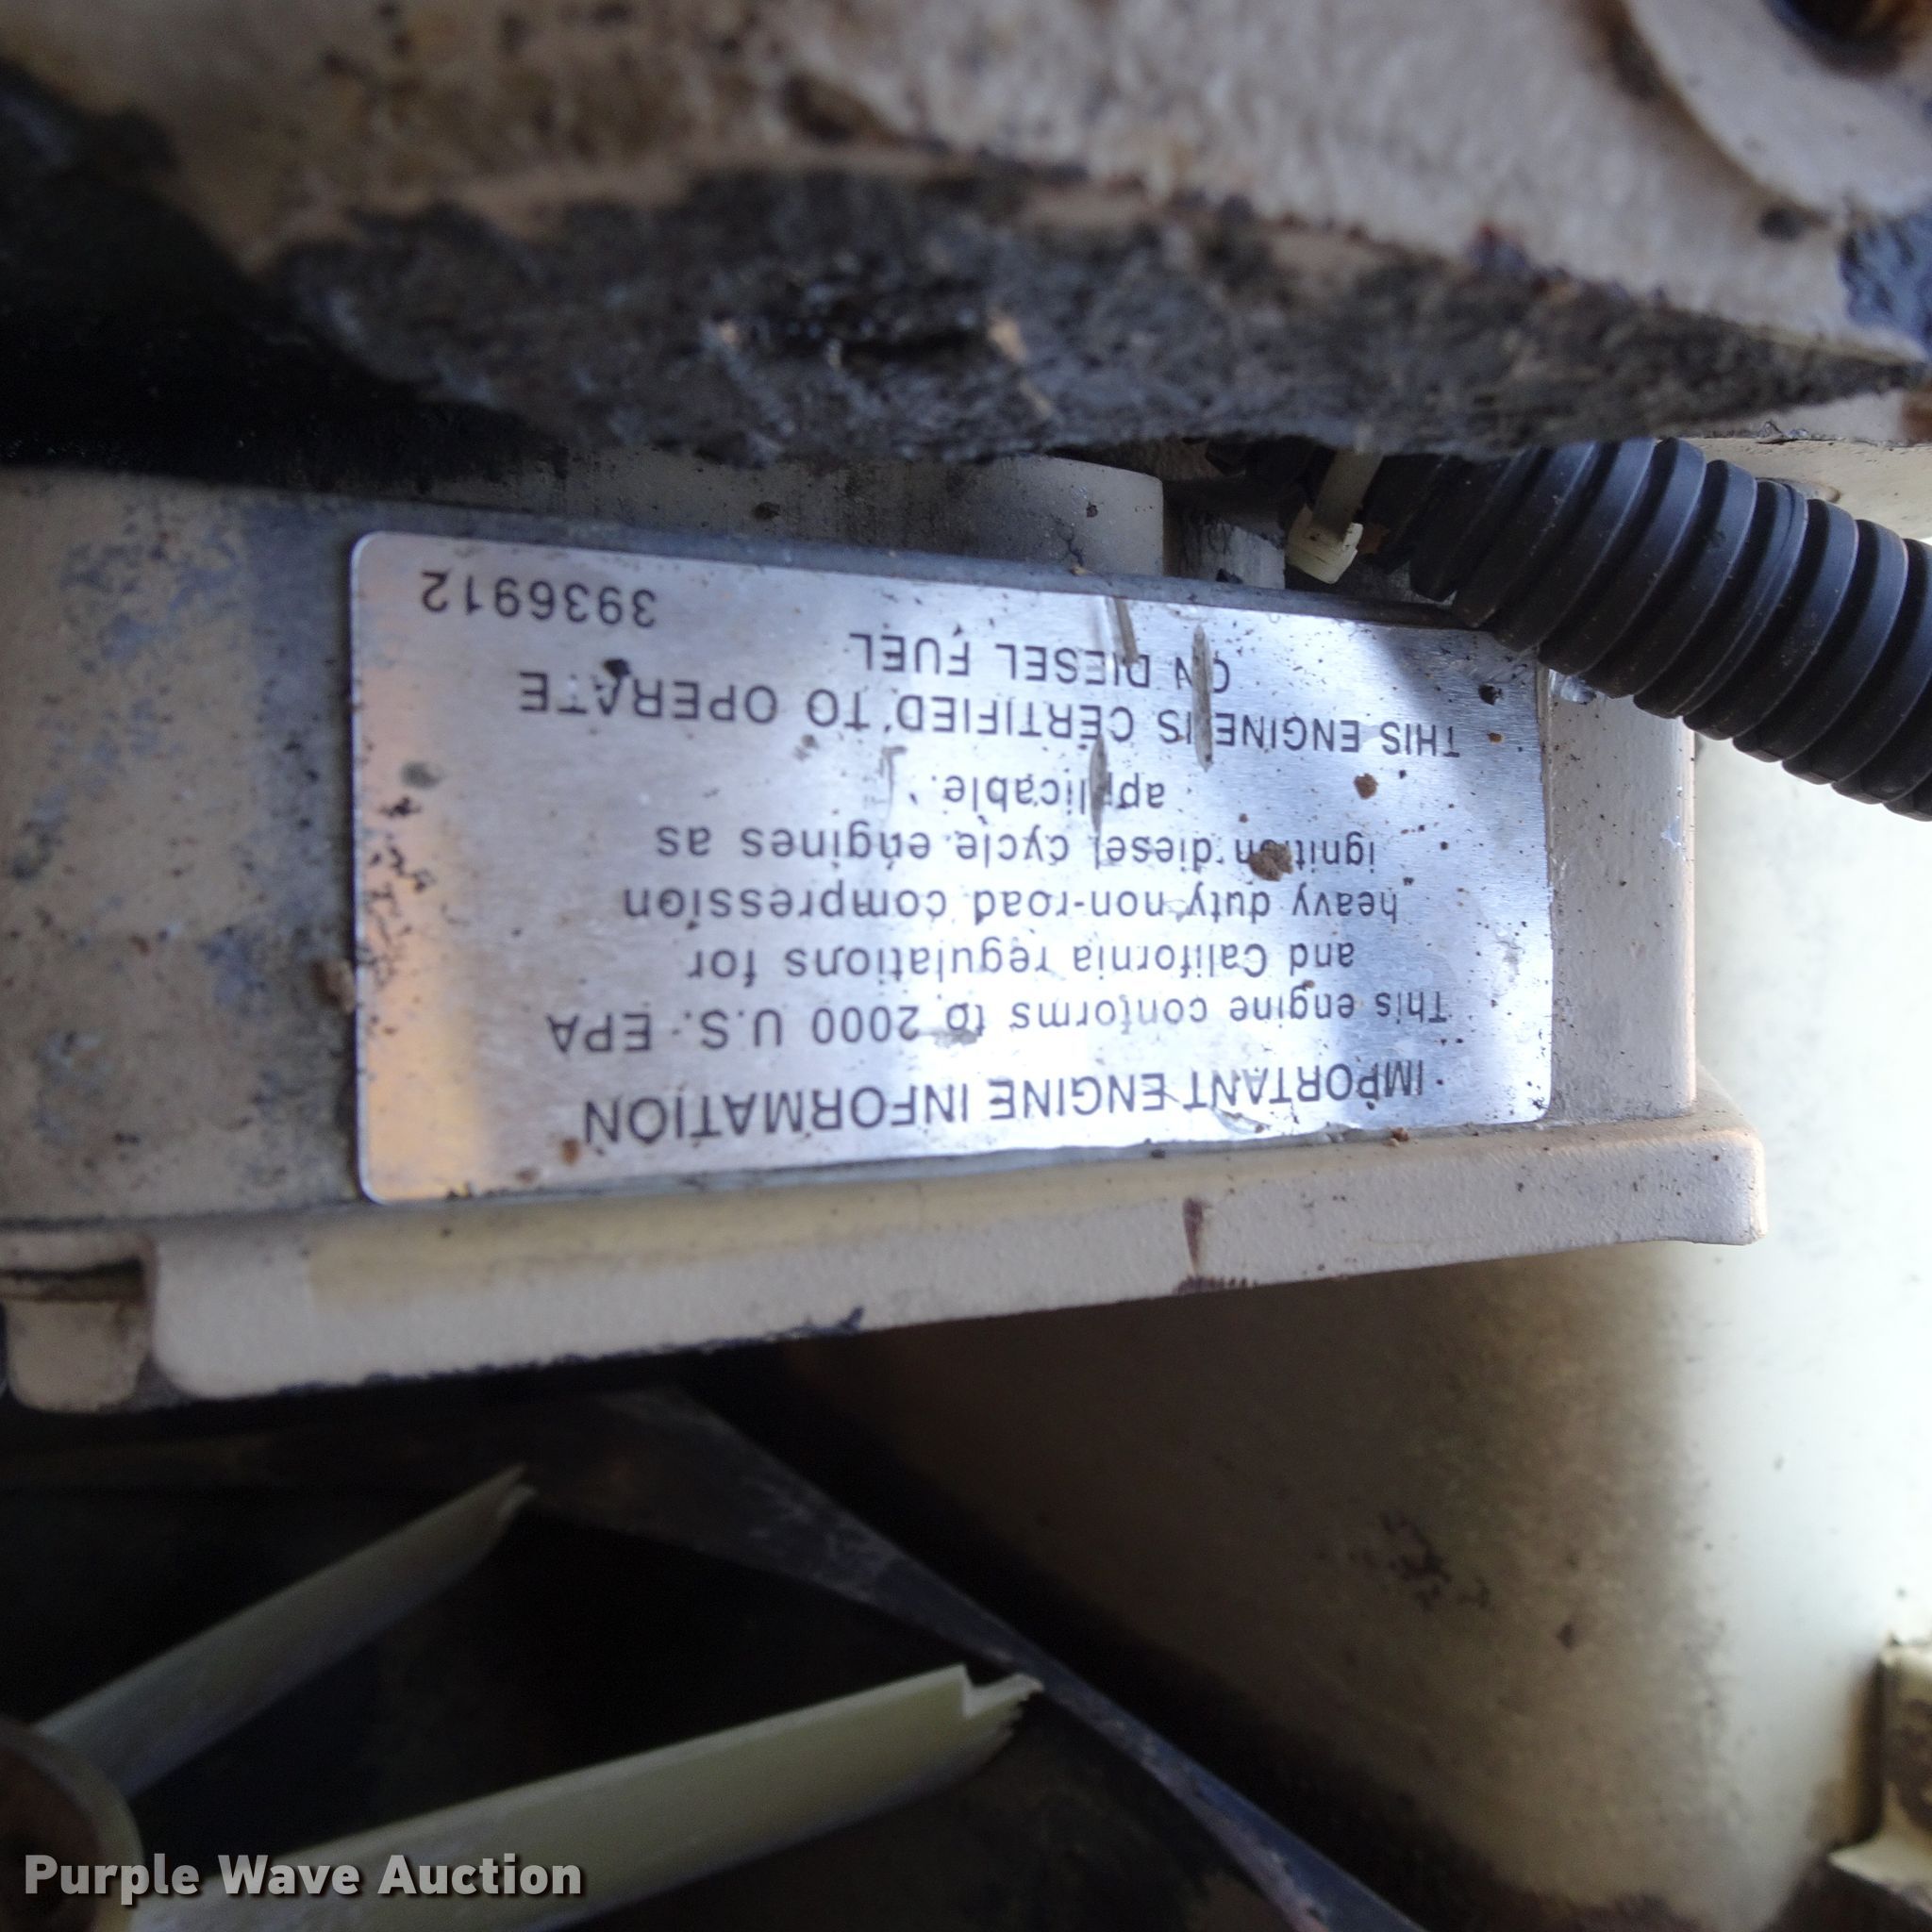 IMPORTANT ENGINE INFORMATION
This engine conforms to 2000 U.S. EPA
and California regulations for
heavy duty non-road compression
ignition diesel cycle engines as
applicable.
THIS ENGINE IS CERTIFIED TO OPERATE
ON DIESEL FUEL
3936912
Purple Wave Auction